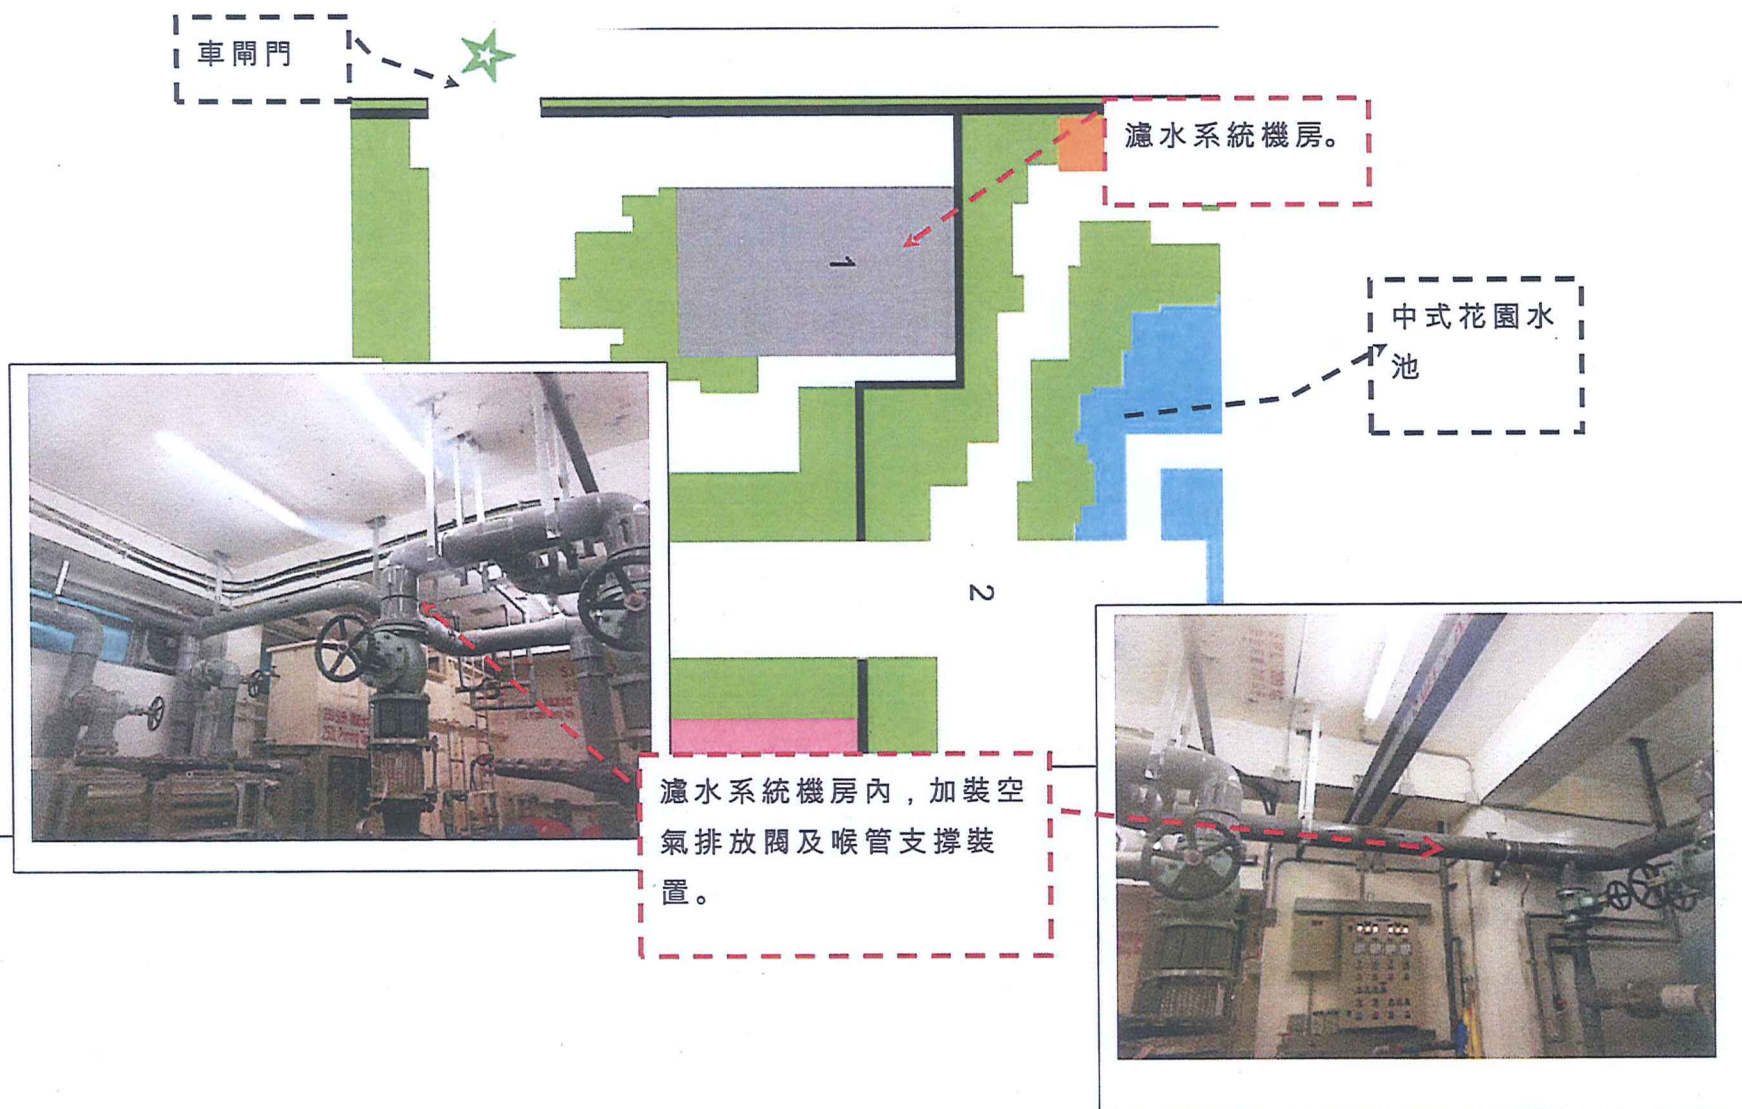 車閘門
濾水系統機房。
1
中式花園水
池
2
濾水系統機房內，加裝空
氣排放閥及喉管支撐裝
置。